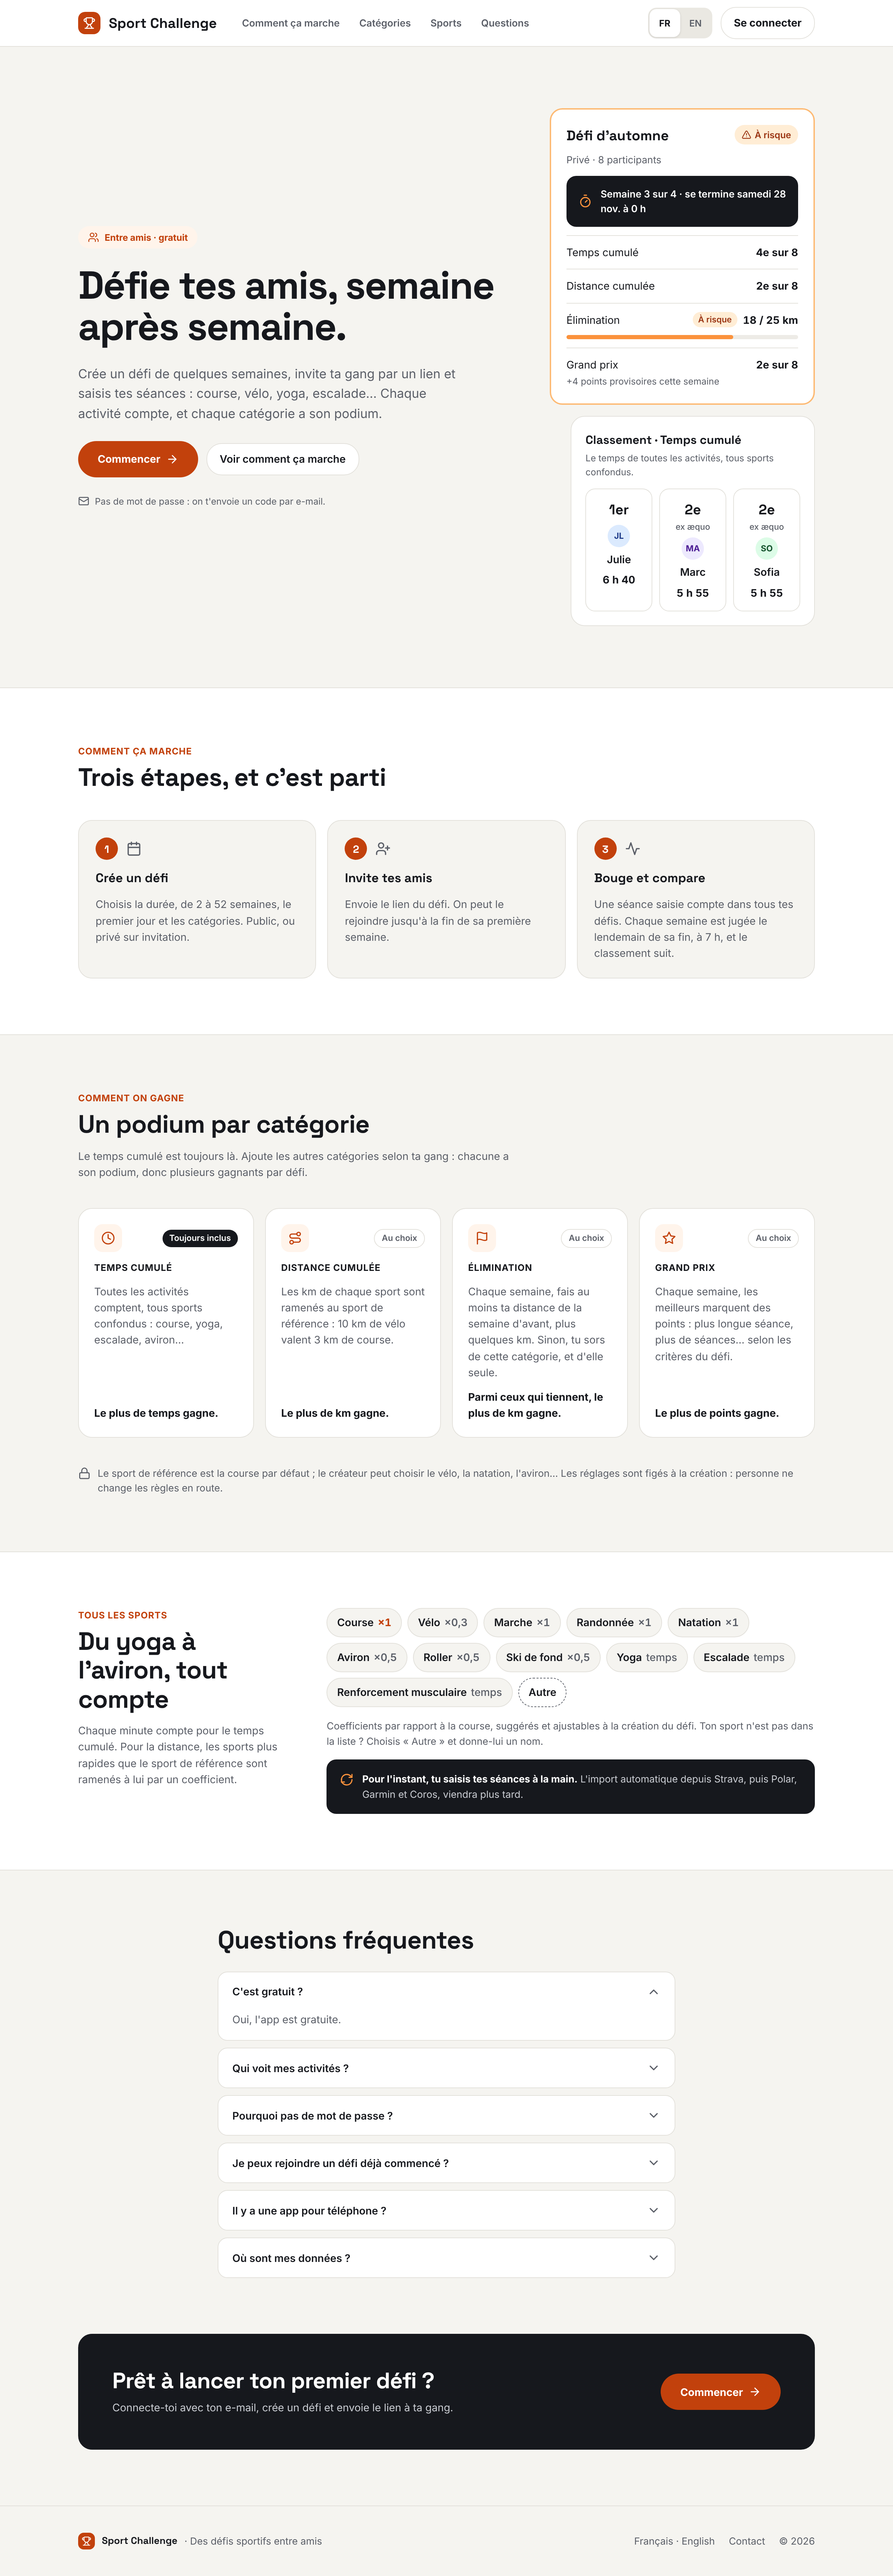 Sport Challenge
Comment ça marche
Catégories
Sports
Questions
FR
EN
Se connecter
Entre amis · gratuit
Défie tes amis, semaine
après semaine.
Crée un défi de quelques semaines, invite ta gang par un lien et
saisis tes séances : course, vélo, yoga, escalade... Chaque
activité compte, et chaque catégorie a son podium.
Commencer
Voir comment ça marche
Pas de mot de passe : on t'envoie un code par e-mail.
Défi d'automne
À risque
Privé · 8 participants
Semaine 3 sur 4 · se termine samedi 28
nov. à 0 h
Temps cumulé
4e sur 8
Distance cumulée
2e sur 8
Élimination
À risque
18 / 25 km
Grand prix
2e sur 8
+4 points provisoires cette semaine
Classement · Temps cumulé
Le temps de toutes les activités, tous sports
confondus.
1er
JL
Julie
6 h 40
2e
ex æquo
MA
Marc
5 h 55
2e
ex æquo
SO
Sofia
5 h 55
COMMENT ÇA MARCHE
Trois étapes, et c'est parti
1
Crée un défi
Choisis la durée, de 2 à 52 semaines, le
premier jour et les catégories. Public, ou
privé sur invitation.
2
Invite tes amis
Envoie le lien du défi. On peut le
rejoindre jusqu'à la fin de sa première
semaine.
3
Bouge et compare
Une séance saisie compte dans tous tes
défis. Chaque semaine est jugée le
lendemain de sa fin, à 7 h, et le
classement suit.
COMMENT ON GAGNE
Un podium par catégorie
Le temps cumulé est toujours là. Ajoute les autres catégories selon ta gang : chacune a
son podium, donc plusieurs gagnants par défi.
Toujours inclus
TEMPS CUMULÉ
Toutes les activités
comptent, tous sports
confondus : course, yoga,
escalade, aviron...
Le plus de temps gagne.
Au choix
DISTANCE CUMULÉE
Les km de chaque sport sont
ramenés au sport de
référence : 10 km de vélo
valent 3 km de course.
Le plus de km gagne.
Au choix
ÉLIMINATION
Chaque semaine, fais au
moins ta distance de la
semaine d'avant, plus
quelques km. Sinon, tu sors
de cette catégorie, et d'elle
seule.
Parmi ceux qui tiennent, le
plus de km gagne.
Au choix
GRAND PRIX
Chaque semaine, les
meilleurs marquent des
points : plus longue séance,
plus de séances... selon les
critères du défi.
Le plus de points gagne.
Le sport de référence est la course par défaut ; le créateur peut choisir le vélo, la natation, l'aviron... Les réglages sont figés à la création : personne ne
change les règles en route.
TOUS LES SPORTS
Du yoga à
l'aviron, tout
compte
Chaque minute compte pour le temps
cumulé. Pour la distance, les sports plus
rapides que le sport de référence sont
ramenés à lui par un coefficient.
Course ×1
Vélo ×0,3
Marche ×1
Randonnée ×1
Natation ×1
Aviron ×0,5
Roller ×0,5
Ski de fond ×0,5
Yoga temps
Escalade temps
Renforcement musculaire temps
Autre
Coefficients par rapport à la course, suggérés et ajustables à la création du défi. Ton sport n'est pas dans
la liste ? Choisis « Autre » et donne-lui un nom.
Pour l'instant, tu saisis tes séances à la main. L'import automatique depuis Strava, puis Polar,
Garmin et Coros, viendra plus tard.
Questions fréquentes
C'est gratuit ?
Oui, l'app est gratuite.
Qui voit mes activités ?
Pourquoi pas de mot de passe ?
Je peux rejoindre un défi déjà commencé ?
Il y a une app pour téléphone ?
Où sont mes données ?
Prêt à lancer ton premier défi ?
Connecte-toi avec ton e-mail, crée un défi et envoie le lien à ta gang.
Commencer
Sport Challenge · Des défis sportifs entre amis
Français · English
Contact
© 2026